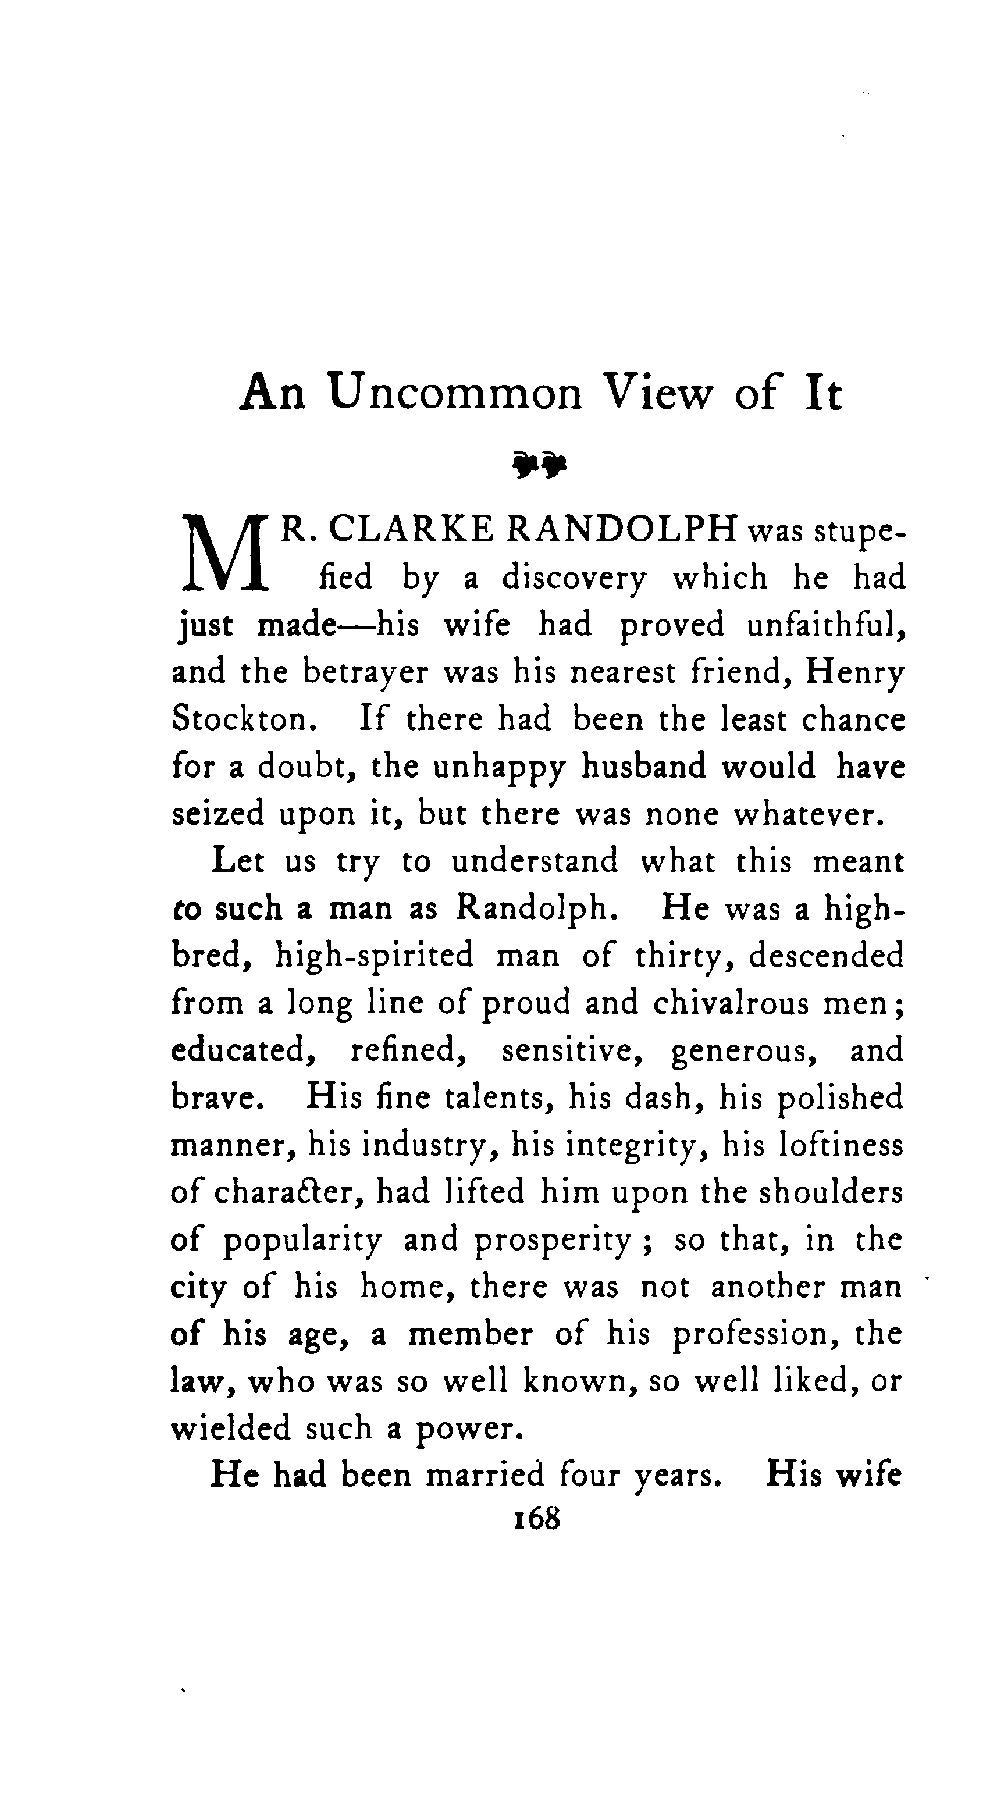 An Uncommon View of It
MR. CLARKE RANDOLPH was stupe-
fied by a discovery which he had
just made—his wife had proved unfaithful,
and the betrayer was his nearest friend, Henry
Stockton. If there had been the least chance
for a doubt, the unhappy husband would have
seized upon it, but there was none whatever.
Let us try to understand what this meant
to such a man as Randolph. He was a high-
bred, high-spirited man of thirty, descended
from a long line of proud and chivalrous men;
educated, refined, sensitive, generous, and
brave. His fine talents, his dash, his polished
manner, his industry, his integrity, his loftiness
of character, had lifted him upon the shoulders
of popularity and prosperity; so that, in the
city of his home, there was not another man
of his age, a member of his profession, the
law, who was so well known, so well liked, or
wielded such a power.
He had been married four years. His wife
168